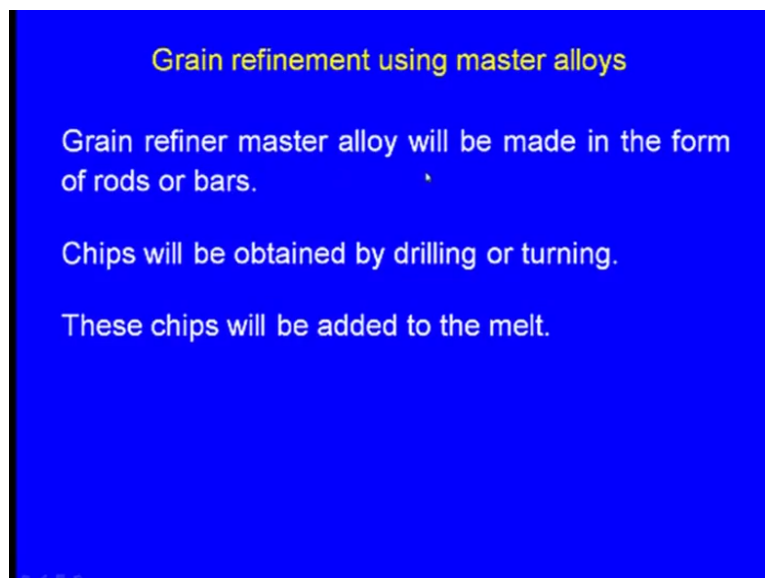 Grain refinement using master alloys
Grain refiner master alloy will be made in the form
of rods or bars.
Chips will be obtained by drilling or turning.
These chips will be added to the melt.